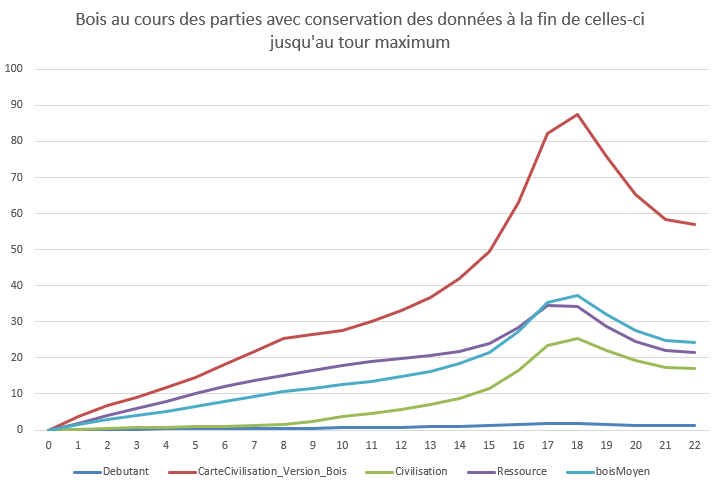 Bois au cours des parties avec conservation des données à la fin de celles-ci
jusqu'au tour maximum
100
90
80
70
60
50
40
30
20
10
0
0 1 2 3 4 5 6 7 8 9 10 11 12 13 14 15 16 17 18 19 20 21 22
Debutant CarteCivilisation_Version_Bois Civilisation Ressource boisMoyen